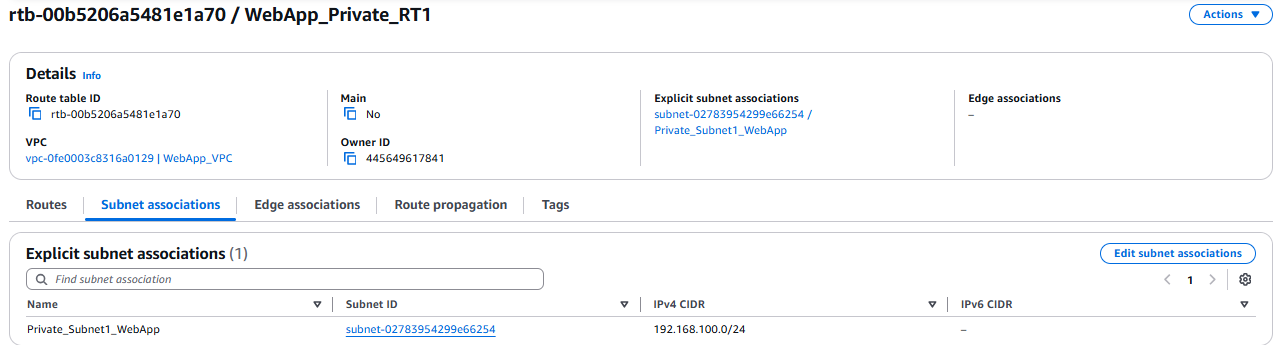 rtb-00b5206a5481e1a70 / WebApp_Private_RT1
Actions
Details Info
Route table ID
rtb-00b5206a5481e1a70
Main
No
Explicit subnet associations
subnet-02783954299e66254 /
Private_Subnet1_WebApp
Edge associations
–
VPC
vpc-0fe0003c8316a0129 | WebApp_VPC
Owner ID
445649617841
Routes Subnet associations Edge associations Route propagation Tags
Explicit subnet associations (1)
Edit subnet associations
Find subnet association
1
Name Subnet ID IPv4 CIDR IPv6 CIDR
Private_Subnet1_WebApp subnet-02783954299e66254 192.168.100.0/24 –